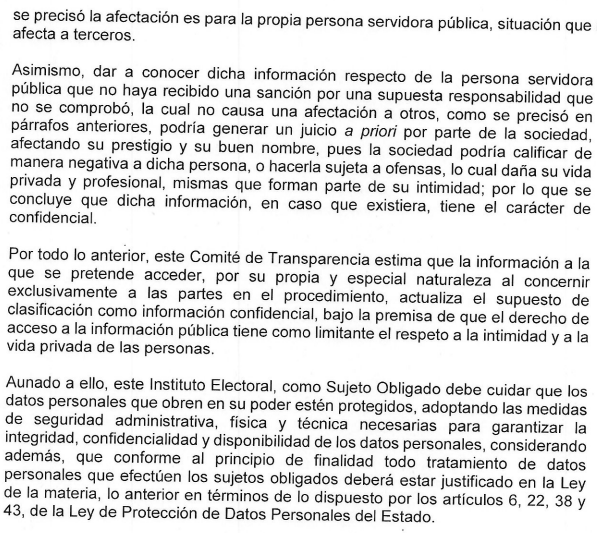 se precisó la afectación es para la propia persona servidora pública, situación que
afecta a terceros.
Asimismo, dar a conocer dicha información respecto de la persona servidora
pública que no haya recibido una sanción por una supuesta responsabilidad que
no se comprobó, la cual no causa una afectación a otros, como se precisó en
párrafos anteriores, podría generar un juicio a priori por parte de la sociedad,
afectando su prestigio y su buen nombre, pues la sociedad podría calificar de
manera negativa a dicha persona, o hacerla sujeta a ofensas, lo cual daña su vida
privada y profesional, mismas que forman parte de su intimidad; por lo que se
concluye que dicha información, en caso que existiera, tiene el carácter de
confidencial.
Por todo lo anterior, este Comité de Transparencia estima que la información a la
que se pretende acceder, por su propia y especial naturaleza al concernir
exclusivamente a las partes en el procedimiento, actualiza el supuesto de
clasificación como información confidencial, bajo la premisa de que el derecho de
acceso a la información pública tiene como limitante el respeto a la intimidad y a la
vida privada de las personas.
Aunado a ello, este Instituto Electoral, como Sujeto Obligado debe cuidar que los
datos personales que obren en su poder estén protegidos, adoptando las medidas
de seguridad administrativa, física y técnica necesarias para garantizar la
integridad, confidencialidad y disponibilidad de los datos personales, considerando
además, que conforme al principio de finalidad todo tratamiento de datos
personales que efectúen los sujetos obligados deberá estar justificado en la Ley
de la materia, lo anterior en términos de lo dispuesto por los artículos 6, 22, 38 y
43, de la Ley de Protección de Datos Personales del Estado.